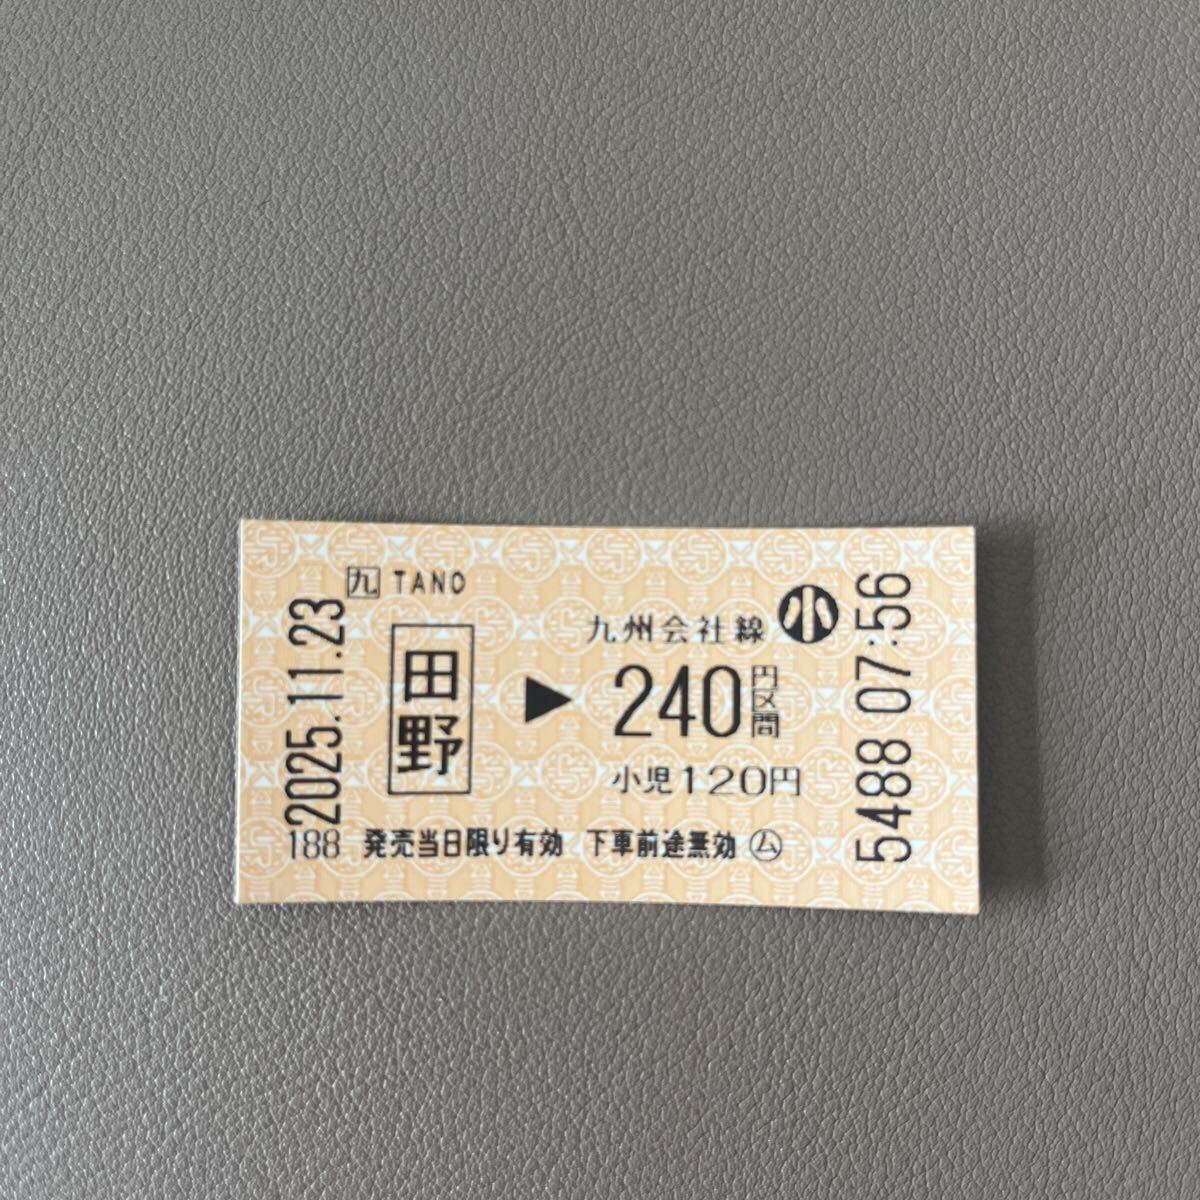 九 TANO
2025.11.23
田野
▶
九州会社線 小
240円区間
小児120円
188 発売当日限り有効 下車前途無効 ㋰
5488 07:56